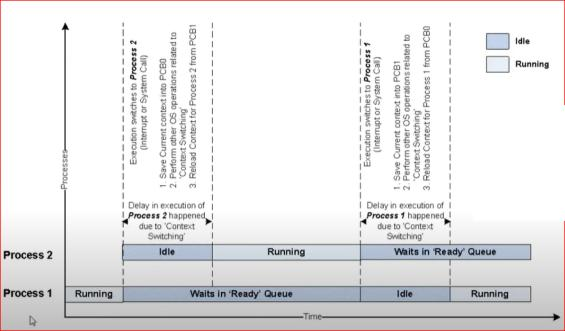 Idle
Running
Processes
Execution switches to Process 2
(Interrupt or System Call)
1. Save Current context into PCB0
2. Perform other OS operations related to
'Context Switching'
3. Reload Context for Process 2 from PCB1
Execution switches to Process 1
(Interrupt or System Call)
1. Save Current context into PCB1
2. Perform other OS operations related to
'Context Switching'
3. Reload Context for Process 1 from PCB0
Delay in execution of
Process 2 happened
due to 'Context
Switching'
Delay in execution of
Process 1 happened
due to 'Context
Switching'
Process 2
Idle
Running
Waits in 'Ready' Queue
Process 1
Running
Waits in 'Ready' Queue
Idle
Running
Time